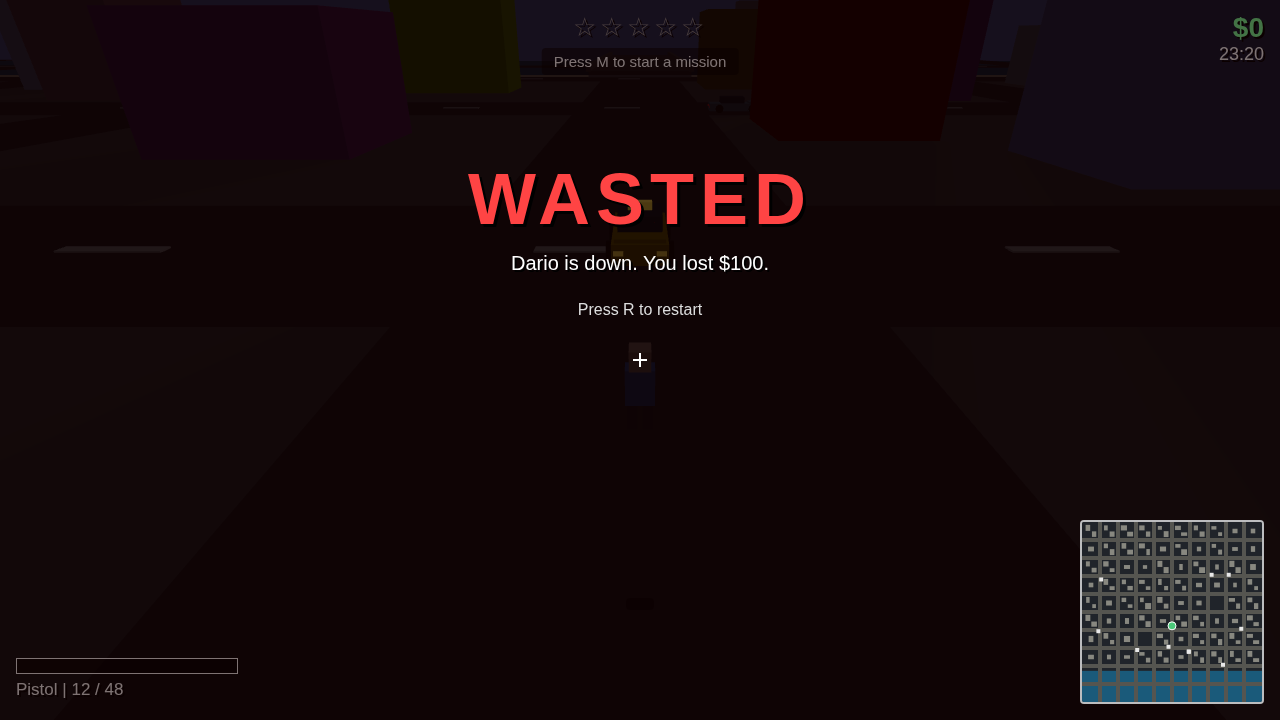 ☆☆☆☆☆
Press M to start a mission
$0
23:20
WASTED
Dario is down. You lost $100.
Press R to restart
Pistol | 12 / 48